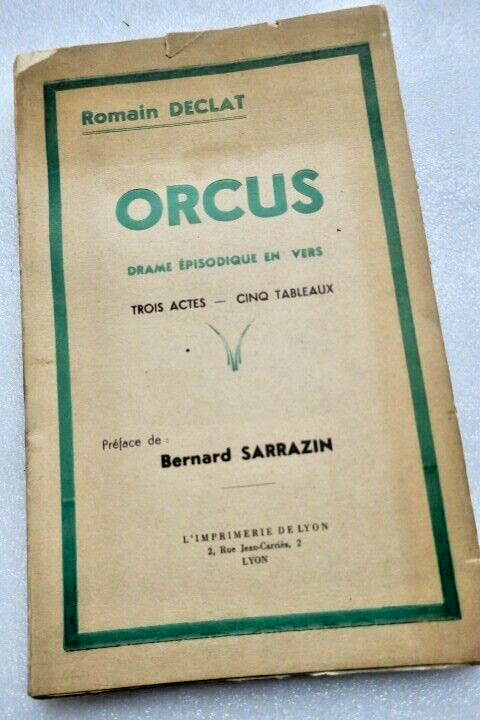 Romain DECLAT
ORCUS
DRAME ÉPISODIQUE EN VERS
TROIS ACTES — CINQ TABLEAUX
Préface de :
Bernard SARRAZIN
L'IMPRIMERIE DE LYON
2, Rue Jean-Carriès, 2
LYON